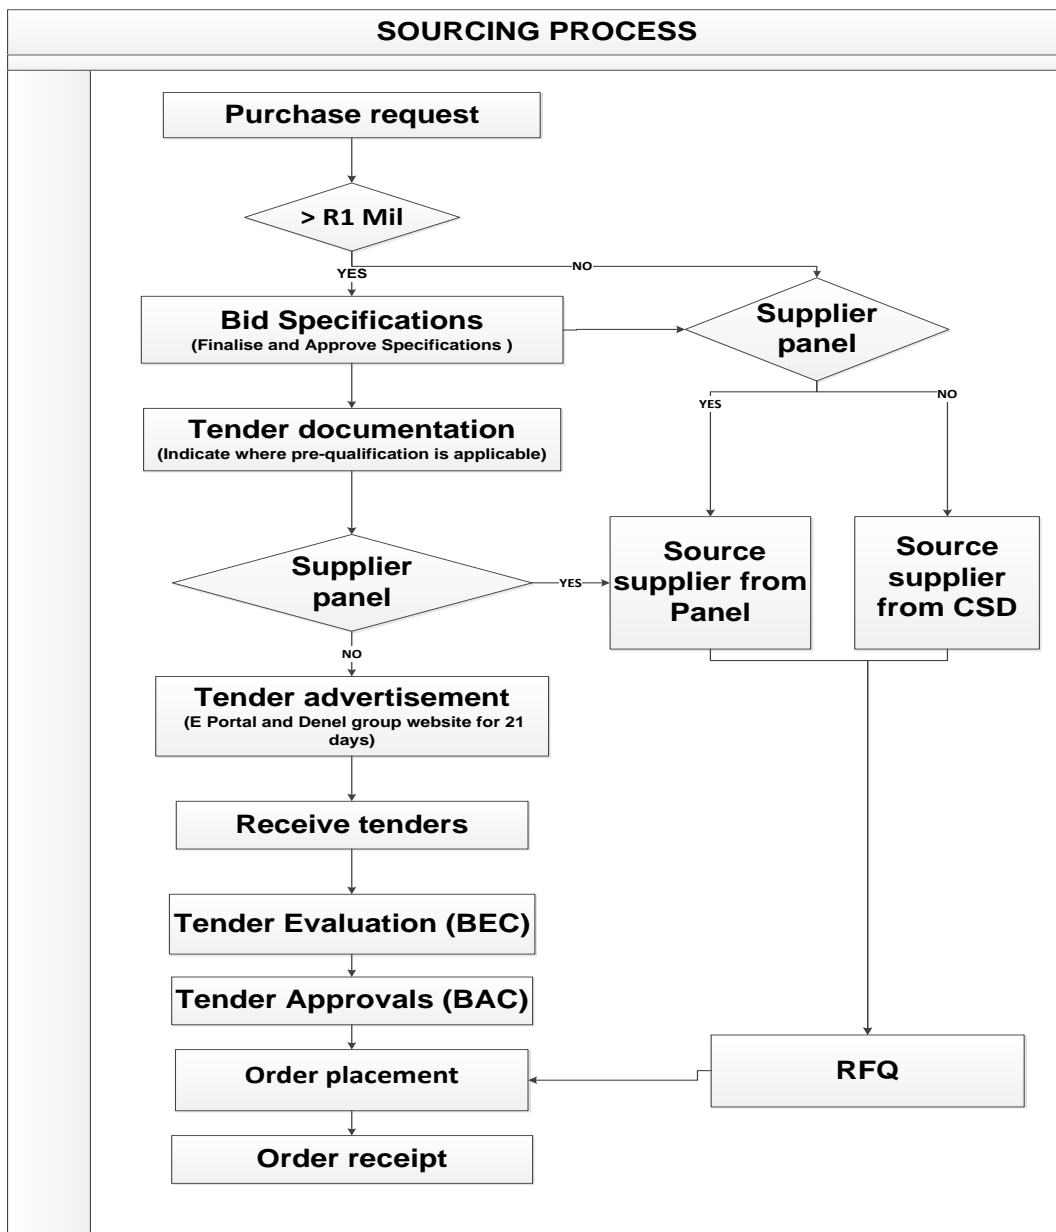 SOURCING PROCESS
Purchase request
> R1 Mil
YES
NO
Bid Specifications
(Finalise and Approve Specifications )
Supplier
panel
YES
NO
Tender documentation
(Indicate where pre-qualification is applicable)
Supplier
panel
YES
NO
Source
supplier from
Panel
Source
supplier
from CSD
Tender advertisement
(E Portal and Denel group website for 21
days)
Receive tenders
Tender Evaluation (BEC)
Tender Approvals (BAC)
Order placement
RFQ
Order receipt